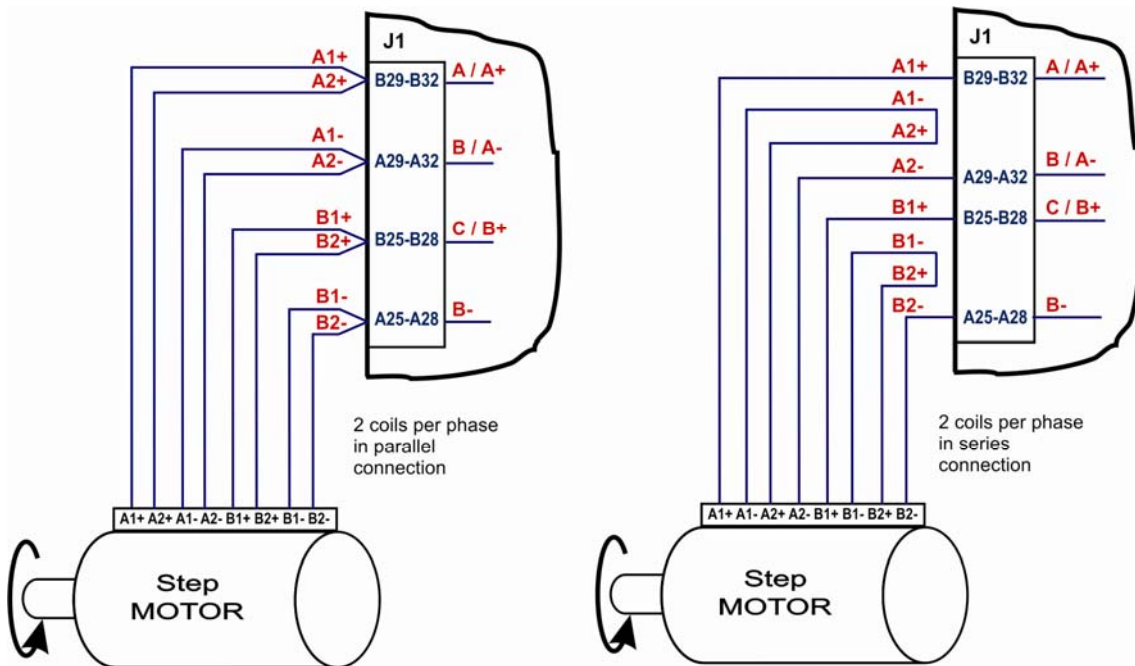 J1
A1+
A2+
B29-B32
A / A+
A1-
A2-
A29-A32
B / A-
B1+
B2+
B25-B28
C / B+
B1-
B2-
A25-A28
B-
2 coils per phase
in parallel
connection
A1+ A2+ A1- A2- B1+ B2+ B1- B2-
Step
MOTOR
J1
A1+
B29-B32
A / A+
A1-
A2+
A2-
A29-A32
B / A-
B1+
B25-B28
C / B+
B1-
B2+
B2-
A25-A28
B-
2 coils per phase
in series
connection
A1+ A1- A2+ A2- B1+ B1- B2+ B2-
Step
MOTOR